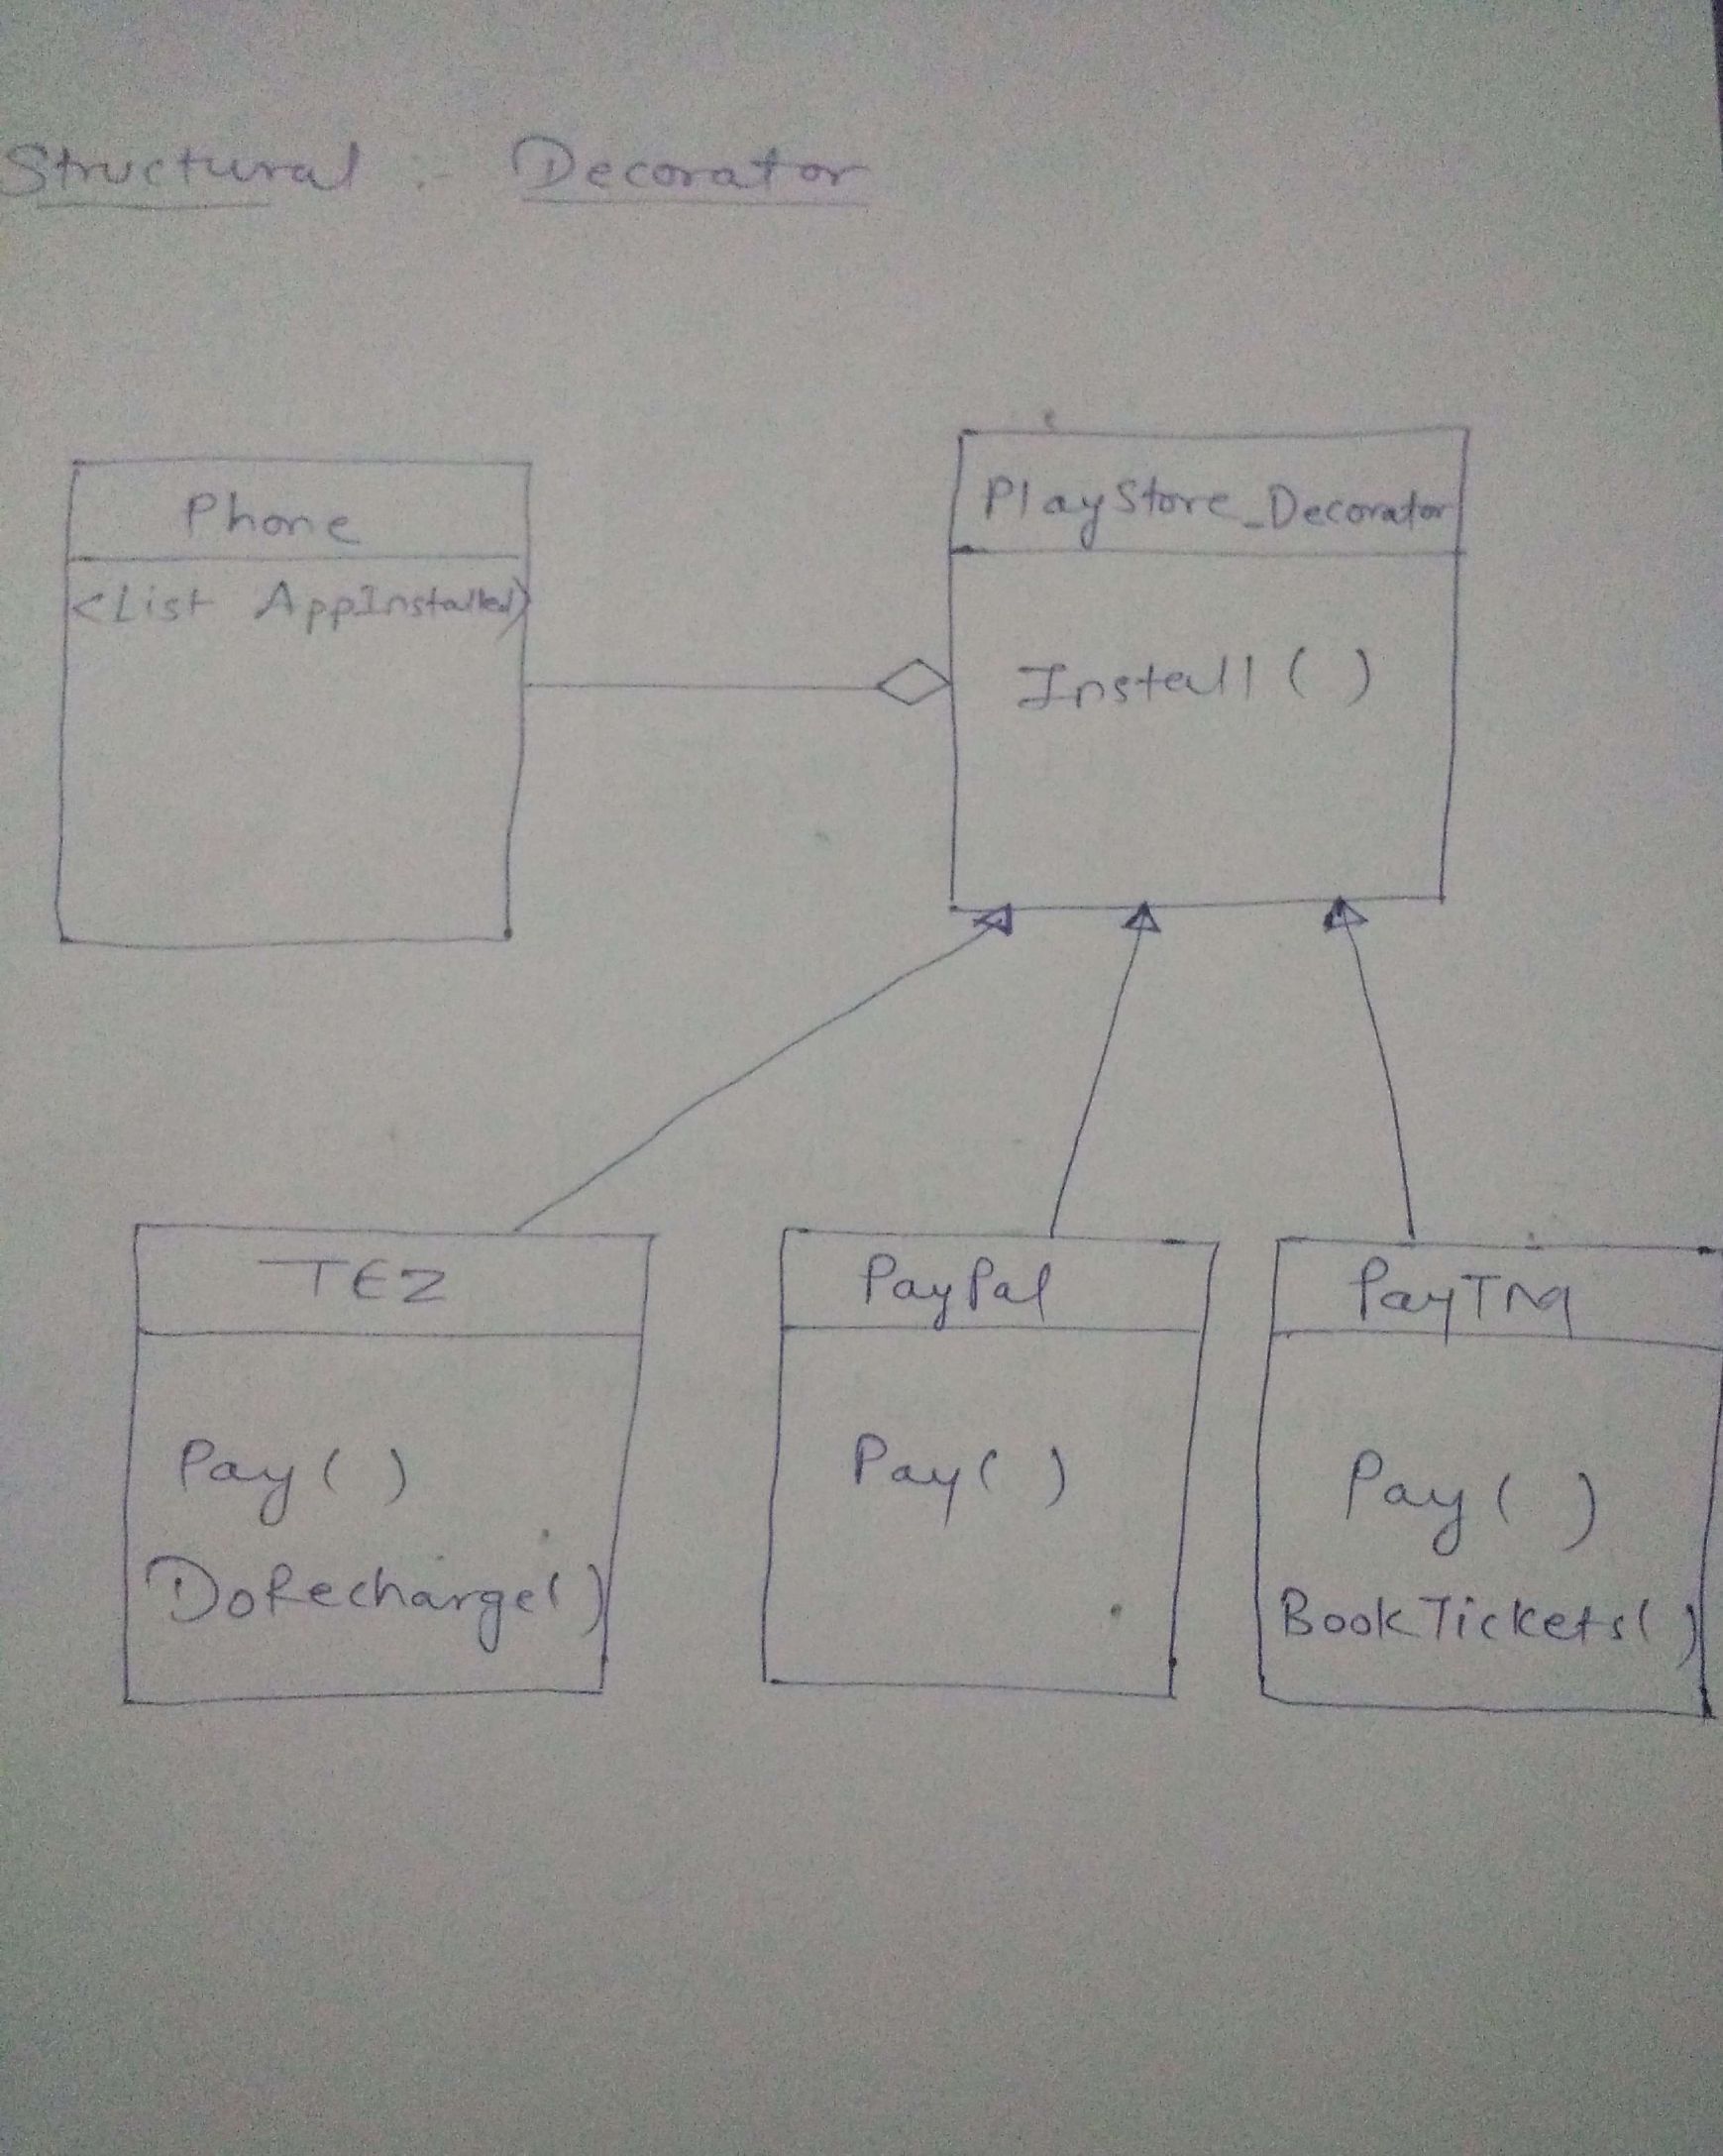 Structural :- Decorator
Phone
<List AppInstalled>
PlayStore_Decorator
Install ( )
TEZ
Pay ( )
DoRecharge( )
PayPal
Pay ( )
PayTM
Pay ( )
BookTickets( )